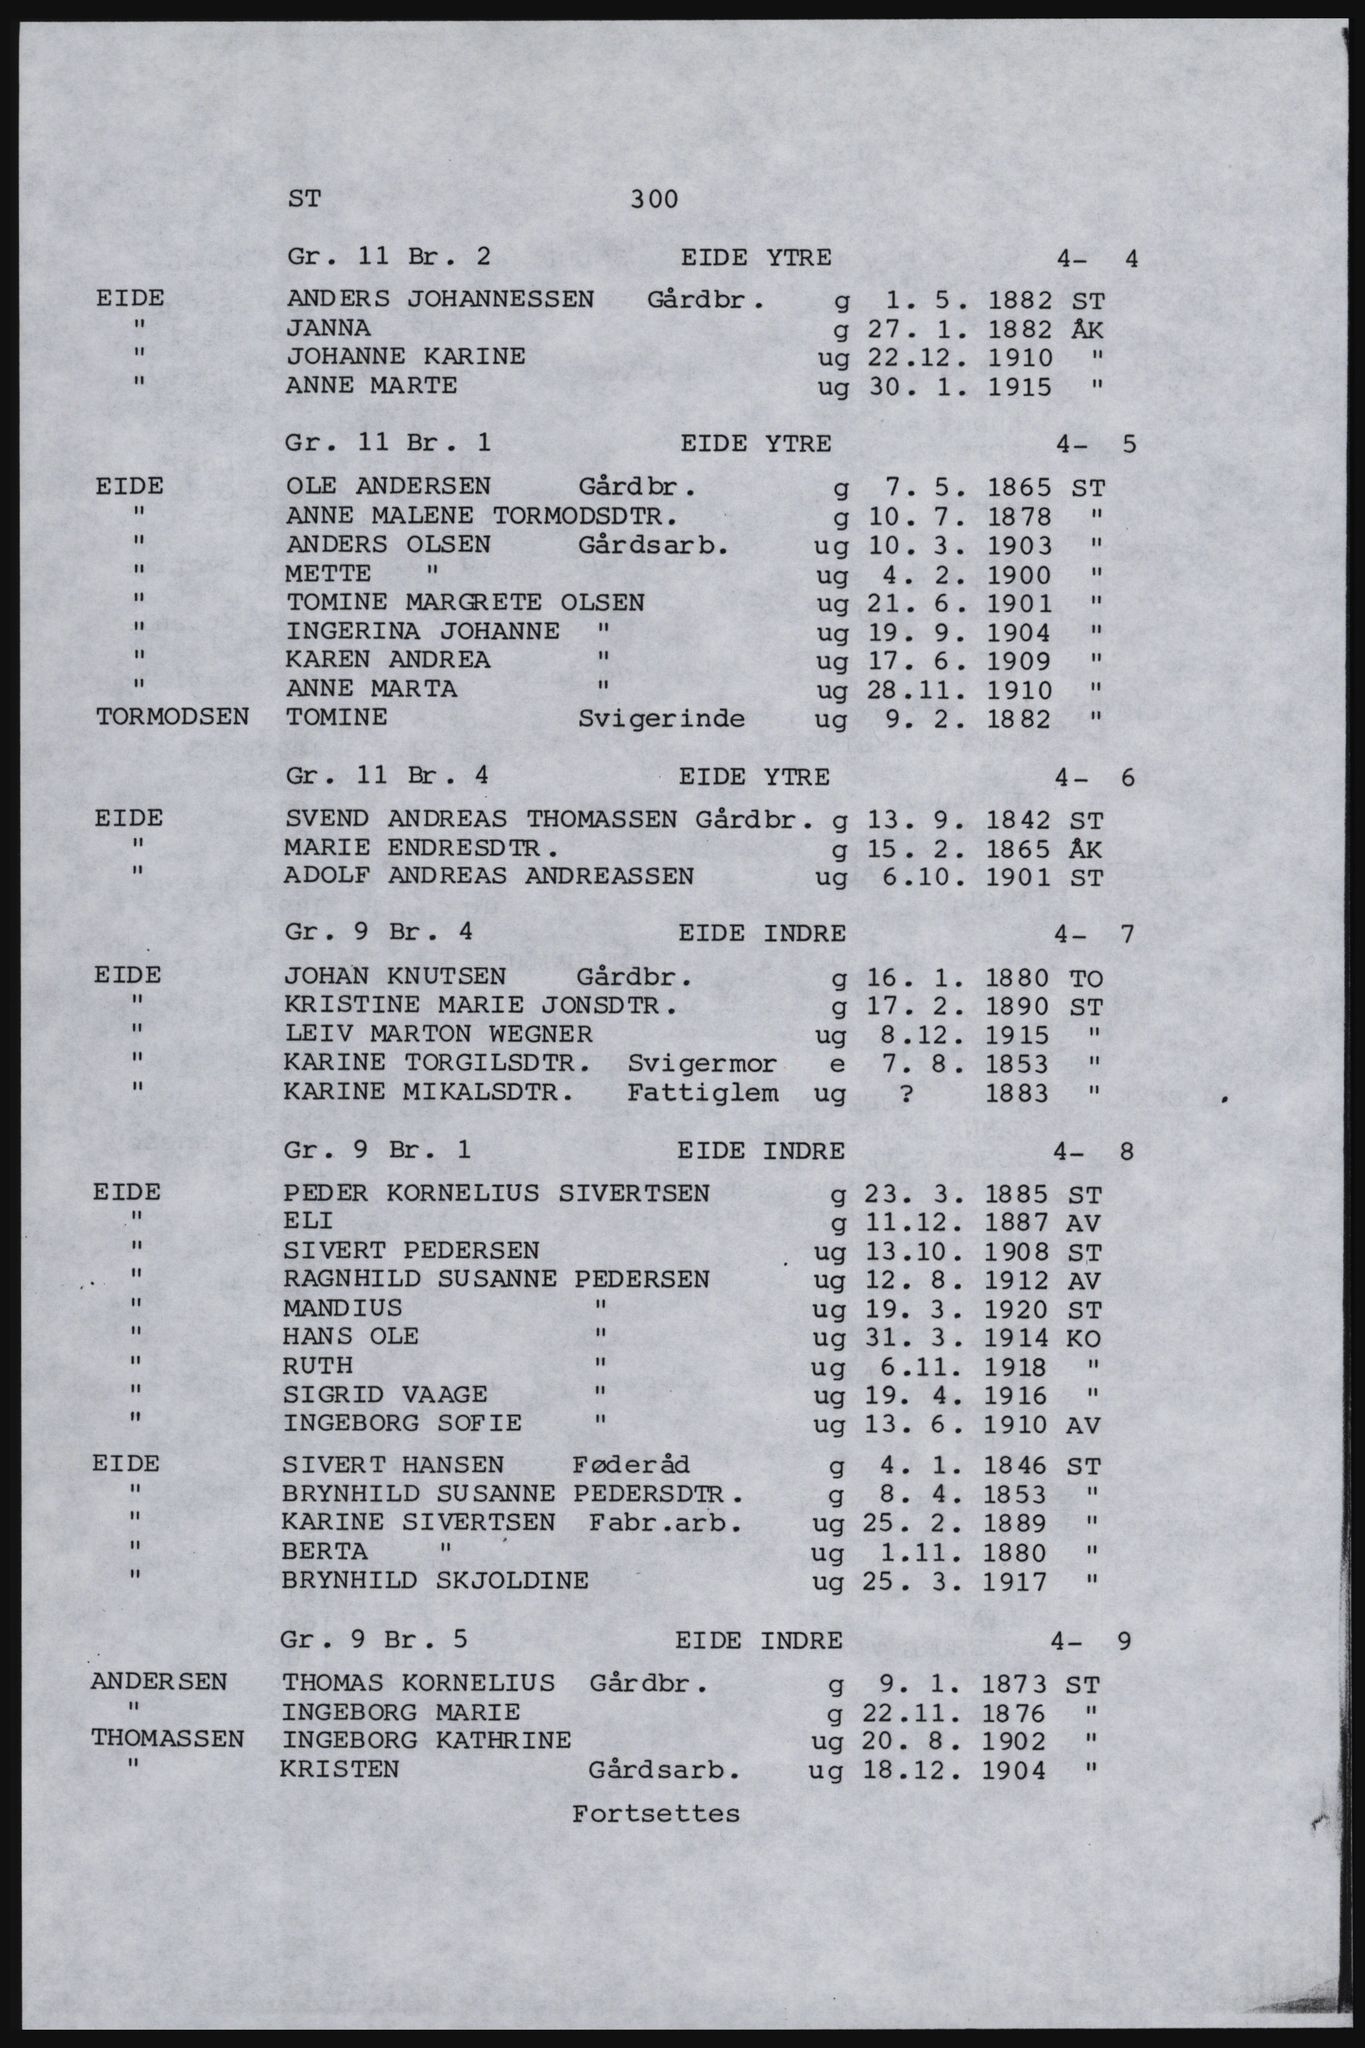 ST 300
Gr. 11 Br. 2 EIDE YTRE 4- 4
EIDE ANDERS JOHANNESSEN Gårdbr. g 1. 5. 1882 ST
" JANNA g 27. 1. 1882 ÅK
" JOHANNE KARINE ug 22.12. 1910 "
" ANNE MARTE ug 30. 1. 1915 "
Gr. 11 Br. 1 EIDE YTRE 4- 5
EIDE OLE ANDERSEN Gårdbr. g 7. 5. 1865 ST
" ANNE MALENE TORMODSDTR. g 10. 7. 1878 "
" ANDERS OLSEN Gårdsarb. ug 10. 3. 1903 "
" METTE " ug 4. 2. 1900 "
" TOMINE MARGRETE OLSEN ug 21. 6. 1901 "
" INGERINA JOHANNE " ug 19. 9. 1904 "
" KAREN ANDREA " ug 17. 6. 1909 "
" ANNE MARTA " ug 28.11. 1910 "
TORMODSEN TOMINE Svigerinde ug 9. 2. 1882 "
Gr. 11 Br. 4 EIDE YTRE 4- 6
EIDE SVEND ANDREAS THOMASSEN Gårdbr. g 13. 9. 1842 ST
" MARIE ENDRESDTR. g 15. 2. 1865 ÅK
" ADOLF ANDREAS ANDREASSEN ug 6.10. 1901 ST
Gr. 9 Br. 4 EIDE INDRE 4- 7
EIDE JOHAN KNUTSEN Gårdbr. g 16. 1. 1880 TO
" KRISTINE MARIE JONSDTR. g 17. 2. 1890 ST
" LEIV MARTON WEGNER ug 8.12. 1915 "
" KARINE TORGILSDTR. Svigermor e 7. 8. 1853 "
" KARINE MIKALSDTR. Fattiglem ug ? 1883 "
Gr. 9 Br. 1 EIDE INDRE 4- 8
EIDE PEDER KORNELIUS SIVERTSEN g 23. 3. 1885 ST
" ELI g 11.12. 1887 AV
" SIVERT PEDERSEN ug 13.10. 1908 ST
" RAGNHILD SUSANNE PEDERSEN ug 12. 8. 1912 AV
" MANDIUS " ug 19. 3. 1920 ST
" HANS OLE " ug 31. 3. 1914 KO
" RUTH " ug 6.11. 1918 "
" SIGRID VAAGE " ug 19. 4. 1916 "
" INGEBORG SOFIE " ug 13. 6. 1910 AV
EIDE SIVERT HANSEN Føderåd g 4. 1. 1846 ST
" BRYNHILD SUSANNE PEDERSDTR. g 8. 4. 1853 "
" KARINE SIVERTSEN Fabr.arb. ug 25. 2. 1889 "
" BERTA " ug 1.11. 1880 "
" BRYNHILD SKJOLDINE ug 25. 3. 1917 "
Gr. 9 Br. 5 EIDE INDRE 4- 9
ANDERSEN THOMAS KORNELIUS Gårdbr. g 9. 1. 1873 ST
" INGEBORG MARIE g 22.11. 1876 "
THOMASSEN INGEBORG KATHRINE ug 20. 8. 1902 "
" KRISTEN Gårdsarb. ug 18.12. 1904 "
Fortsettes